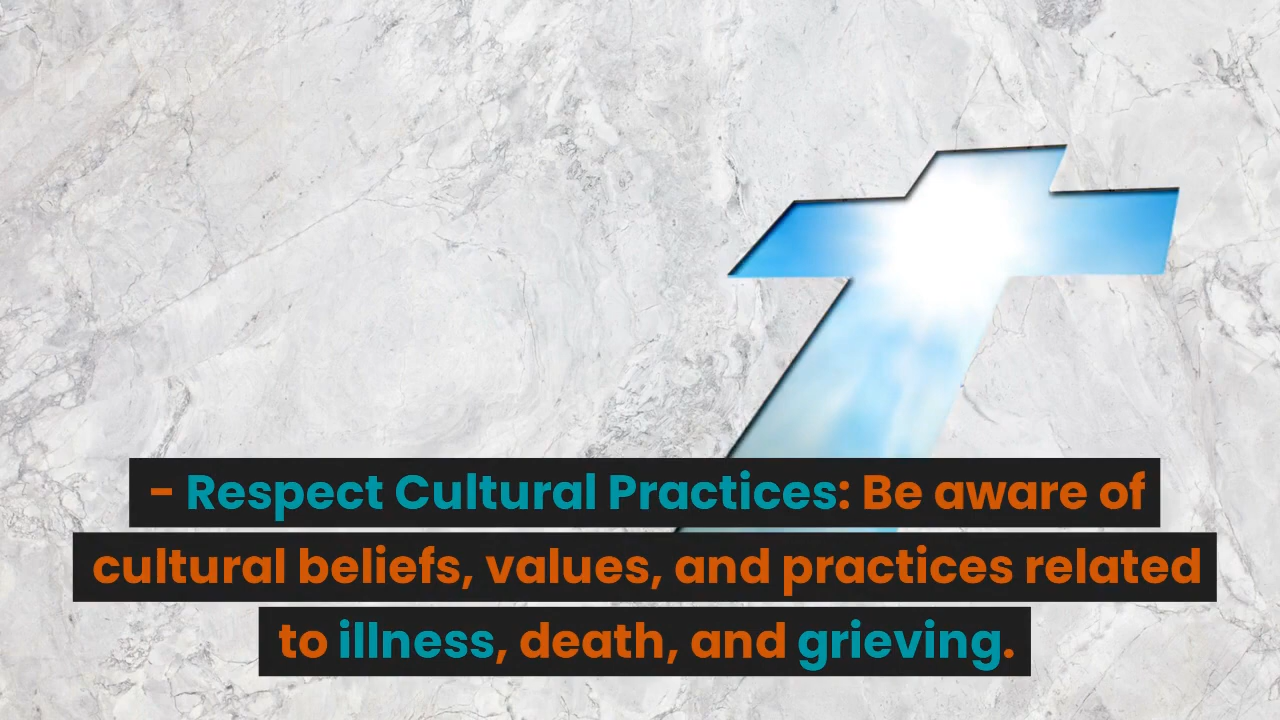 - Respect Cultural Practices: Be aware of
cultural beliefs, values, and practices related
to illness, death, and grieving.